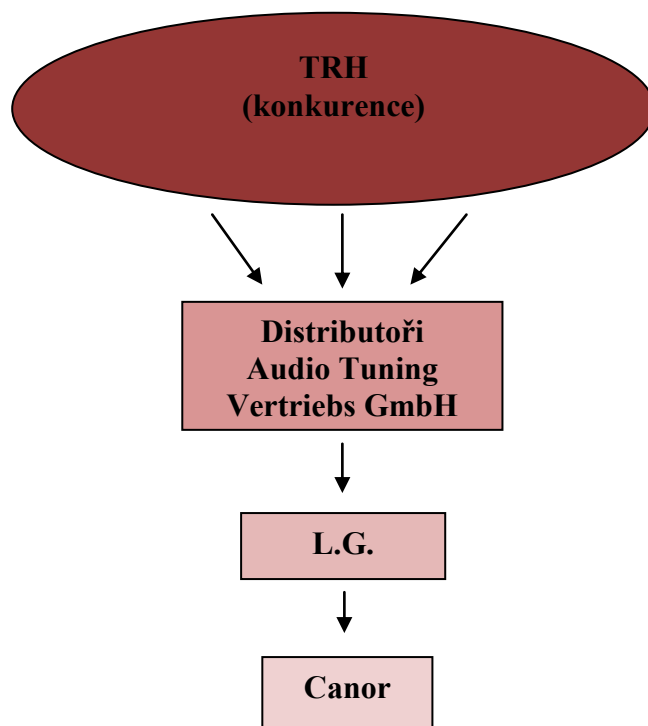 TRH
(konkurence)
Distributoři
Audio Tuning
Vertriebs GmbH
L.G.
Canor